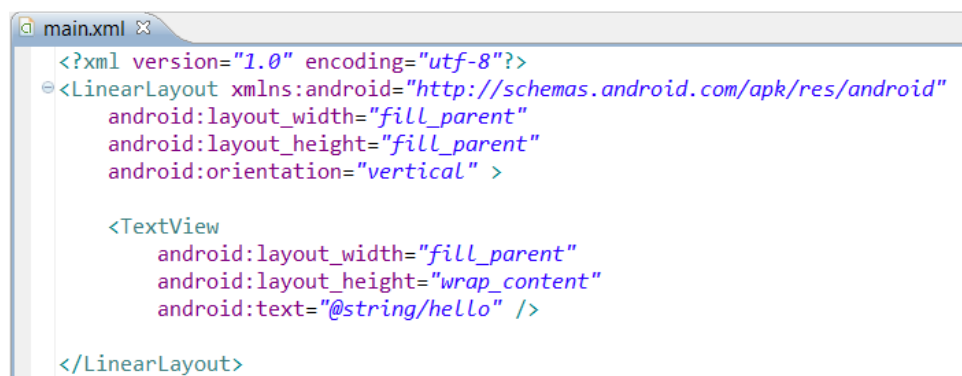 main.xml
<?xml version="1.0" encoding="utf-8"?>
<LinearLayout xmlns:android="http://schemas.android.com/apk/res/android"
    android:layout_width="fill_parent"
    android:layout_height="fill_parent"
    android:orientation="vertical" >
    <TextView
        android:layout_width="fill_parent"
        android:layout_height="wrap_content"
        android:text="@string/hello" />
</LinearLayout>